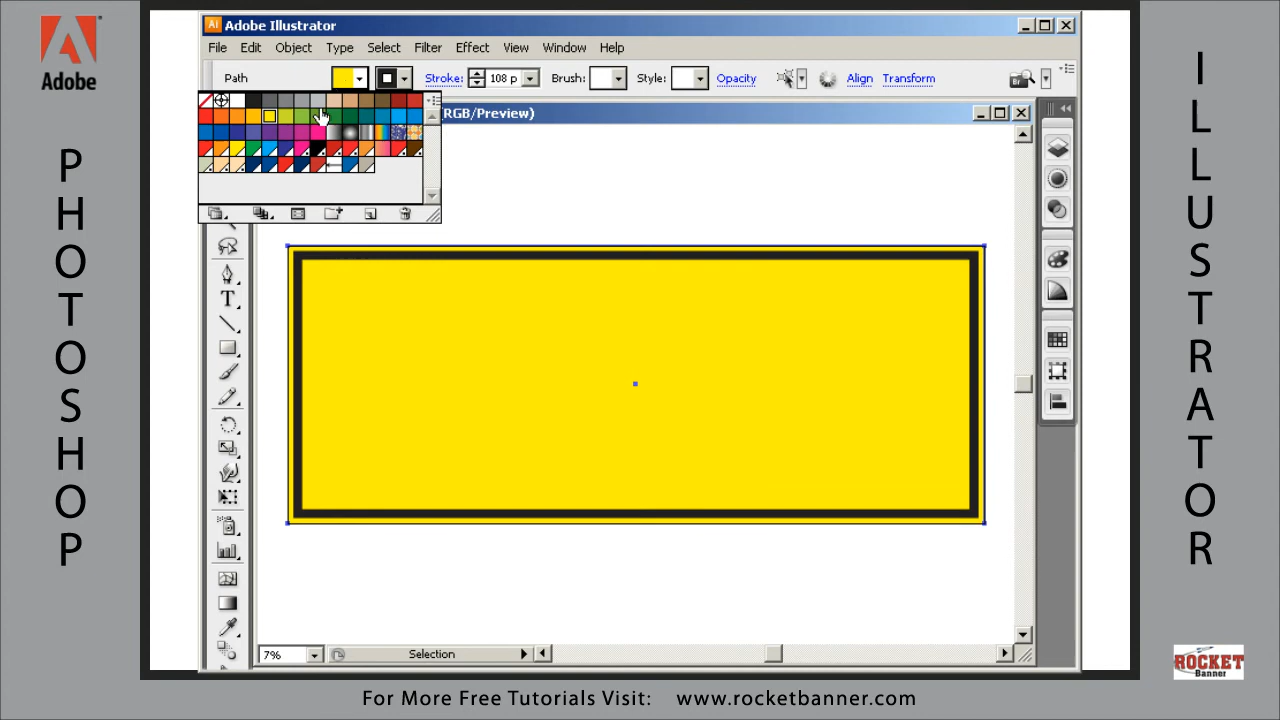 Adobe
PHOTOSHOP
Ai Adobe Illustrator
File Edit Object Type Select Filter Effect View Window Help
Path Stroke: 108 p Brush: Style: Opacity Align Transform
(RGB/Preview)
T
7% Selection
ILLUSTRATOR
ROCKET
Banner
For More Free Tutorials Visit: www.rocketbanner.com